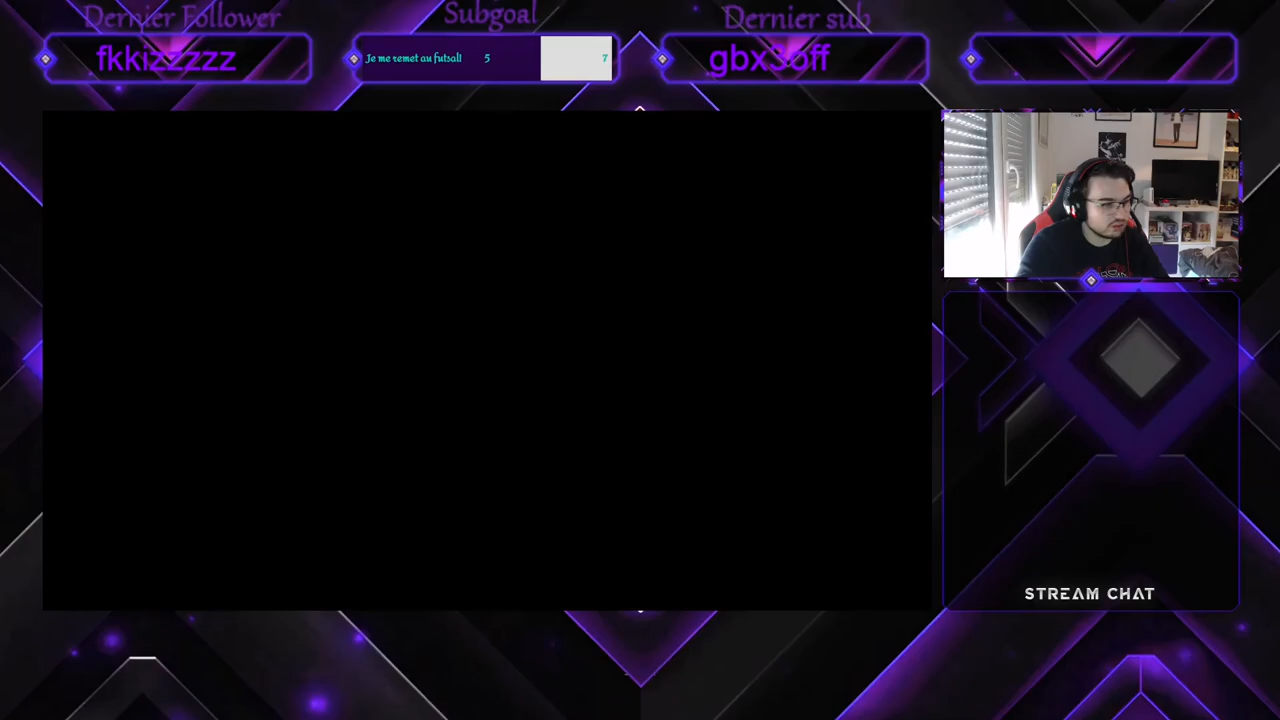 Dernier Follower
Subgoal
Dernier sub
fkkizzzzz
Je me remet au futsal! 5 7
gbx3off
STREAM CHAT